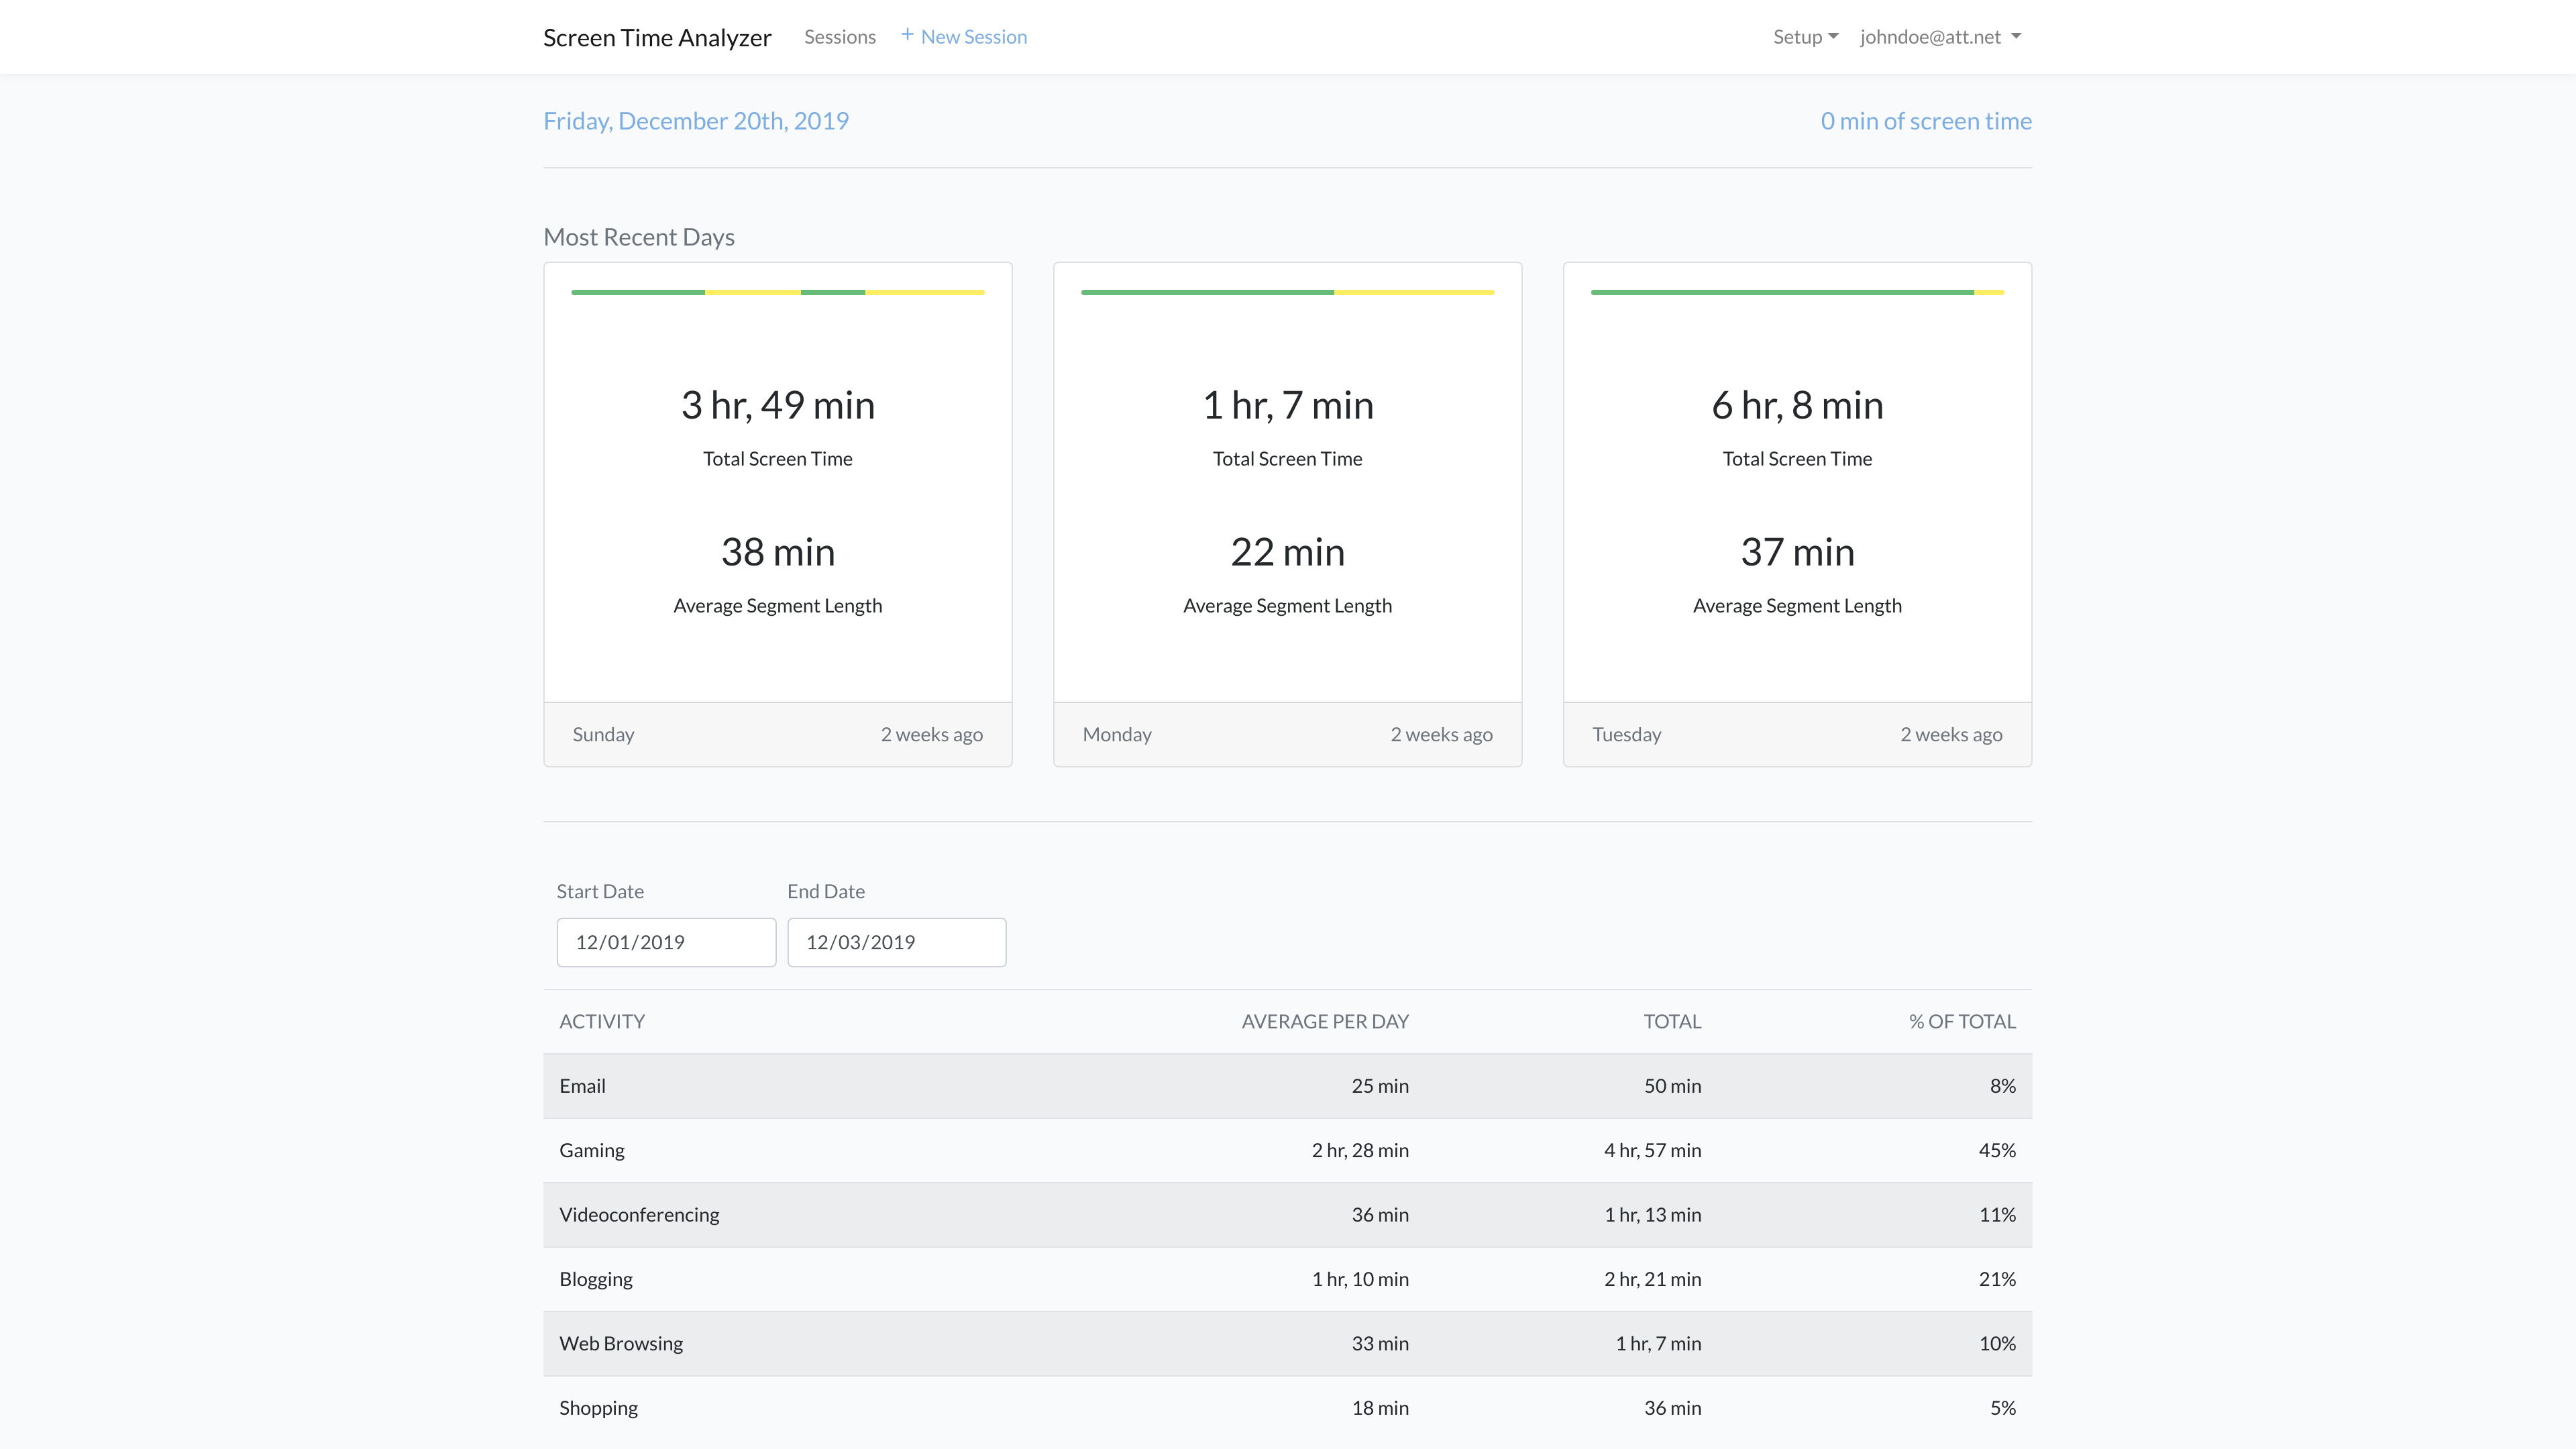 Screen Time Analyzer Sessions + New Session Setup johndoe@att.net
Friday, December 20th, 2019 0 min of screen time
Most Recent Days
3 hr, 49 min
Total Screen Time
38 min
Average Segment Length
Sunday 2 weeks ago
1 hr, 7 min
Total Screen Time
22 min
Average Segment Length
Monday 2 weeks ago
6 hr, 8 min
Total Screen Time
37 min
Average Segment Length
Tuesday 2 weeks ago
Start Date End Date
12/01/2019 12/03/2019
ACTIVITY AVERAGE PER DAY TOTAL % OF TOTAL
Email 25 min 50 min 8%
Gaming 2 hr, 28 min 4 hr, 57 min 45%
Videoconferencing 36 min 1 hr, 13 min 11%
Blogging 1 hr, 10 min 2 hr, 21 min 21%
Web Browsing 33 min 1 hr, 7 min 10%
Shopping 18 min 36 min 5%